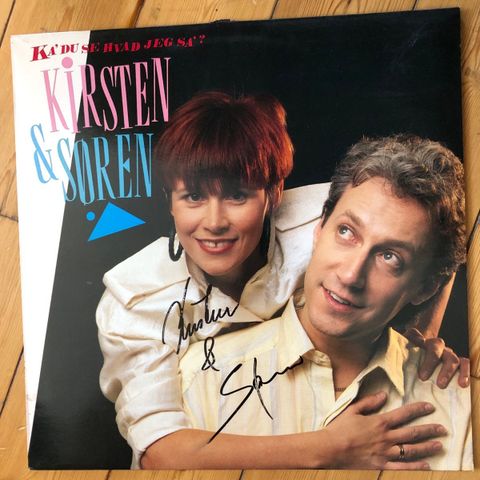 KA' DU SE HVAD JEG SA'?
KIRSTEN
& SØREN
Kirsten
&
Søren